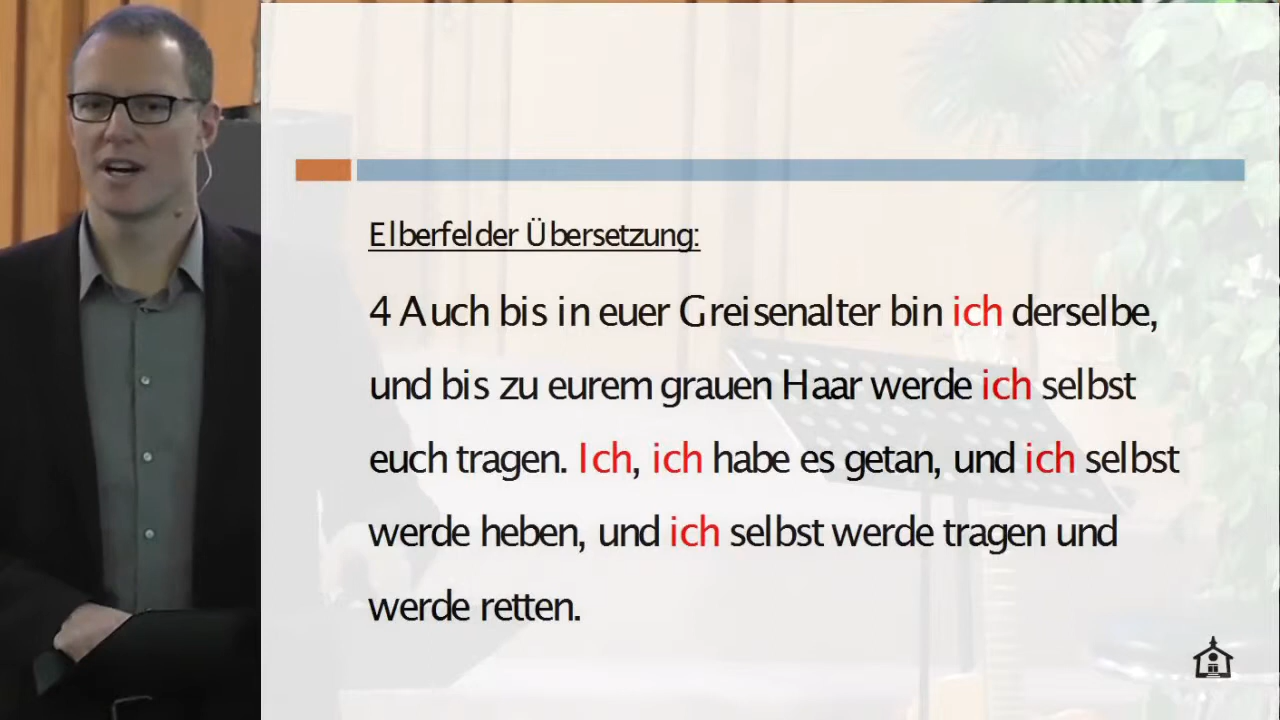 Elberfelder Übersetzung:
4 Auch bis in euer Greisenalter bin ich derselbe,
und bis zu eurem grauen Haar werde ich selbst
euch tragen. Ich, ich habe es getan, und ich selbst
werde heben, und ich selbst werde tragen und
werde retten.